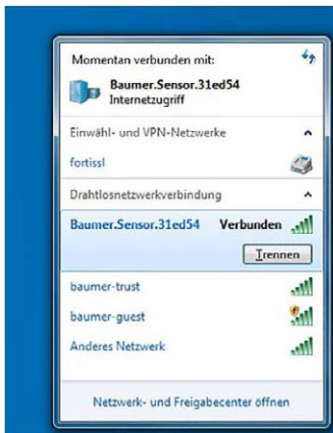 Momentan verbunden mit:
Baumer.Sensor.31ed54
Internetzugriff
Einwähl- und VPN-Netzwerke
fortissl
Drahtlosnetzwerkverbindung
Baumer.Sensor.31ed54 Verbunden
Trennen
baumer-trust
baumer-guest
Anderes Netzwerk
Netzwerk- und Freigabecenter öffnen